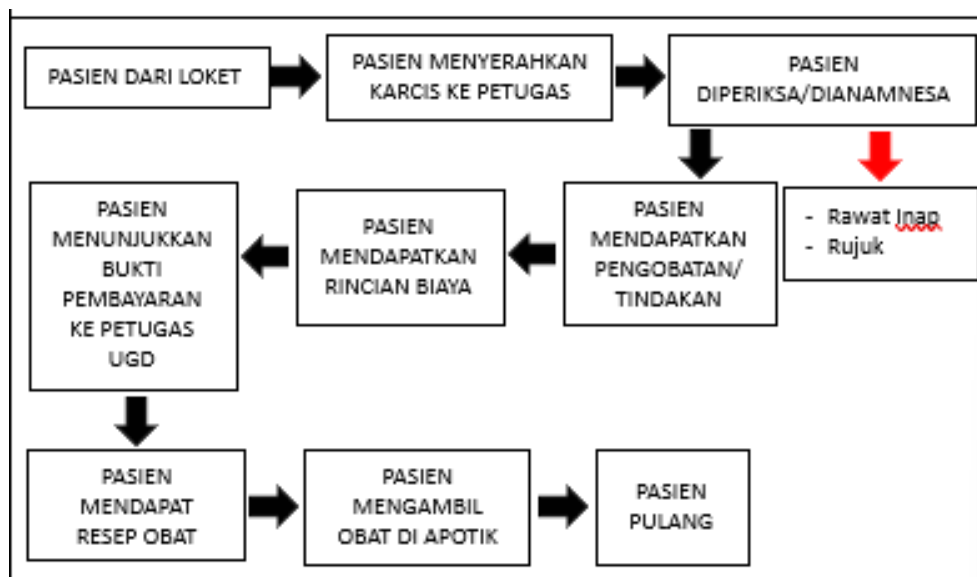 PASIEN DARI LOKET
PASIEN MENYERAHKAN
KARCIS KE PETUGAS
PASIEN
DIPERIKSA/DIANAMNESA
- Rawat Inap
- Rujuk
PASIEN
MENDAPATKAN
PENGOBATAN/
TINDAKAN
PASIEN
MENDAPATKAN
RINCIAN BIAYA
PASIEN
MENUNJUKKAN
BUKTI
PEMBAYARAN
KE PETUGAS
UGD
PASIEN
MENDAPAT
RESEP OBAT
PASIEN
MENGAMBIL
OBAT DI APOTIK
PASIEN
PULANG